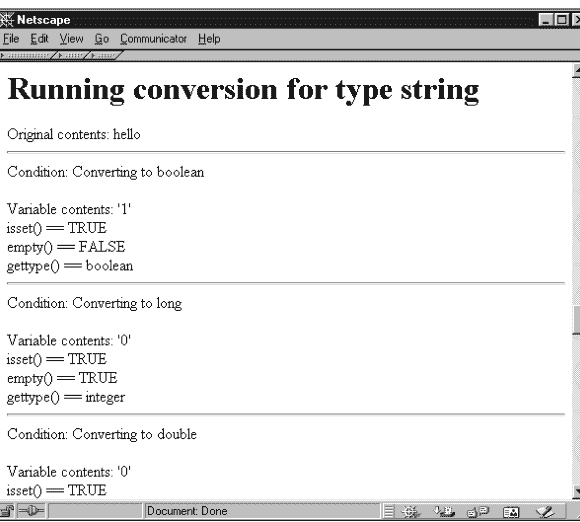 Netscape
File Edit View Go Communicator Help
Running conversion for type string
Original contents: hello
Condition: Converting to boolean
Variable contents: '1'
isset() == TRUE
empty() == FALSE
gettype() == boolean
Condition: Converting to long
Variable contents: '0'
isset() == TRUE
empty() == TRUE
gettype() == integer
Condition: Converting to double
Variable contents: '0'
isset() == TRUE
Document: Done